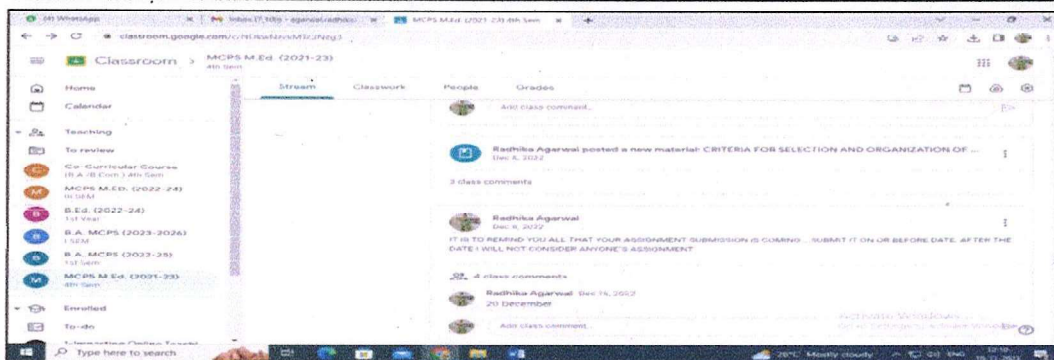 (4) WhatsApp
MCPS M.Ed. (2021-23) 4th Sem
classroom.google.com
Classroom > MCPS M.Ed. (2021-23)
4th Sem
Home
Calendar
Teaching
To review
Co-Curricular Course
(B.A./B.Com.) 4th Sem
MCPS M.ED. (2022-24)
B.Ed. (2022-24)
1st Year
B.A. MCPS (2023-2026)
I SEM
B.A. MCPS
1st Sem
MCPS M.Ed. (2021-23)
4th Sem
Enrolled
To-do
Stream Classwork People Grades
Add class comment...
Radhika Agarwal posted a new material: CRITERIA FOR SELECTION AND ORGANIZATION OF ...
2022
3 class comments
Radhika Agarwal
2022
IT IS TO REMIND YOU ALL THAT YOUR ASSIGNMENT SUBMISSION IS COMING .. SUBMIT IT ON OR BEFORE DATE. AFTER THE
DATE I WILL NOT CONSIDER ANYONE'S ASSIGNMENT
4 class comments
Radhika Agarwal 2022
20 December
Add class comment...
Activate Windows
Type here to search
Mostly cloudy